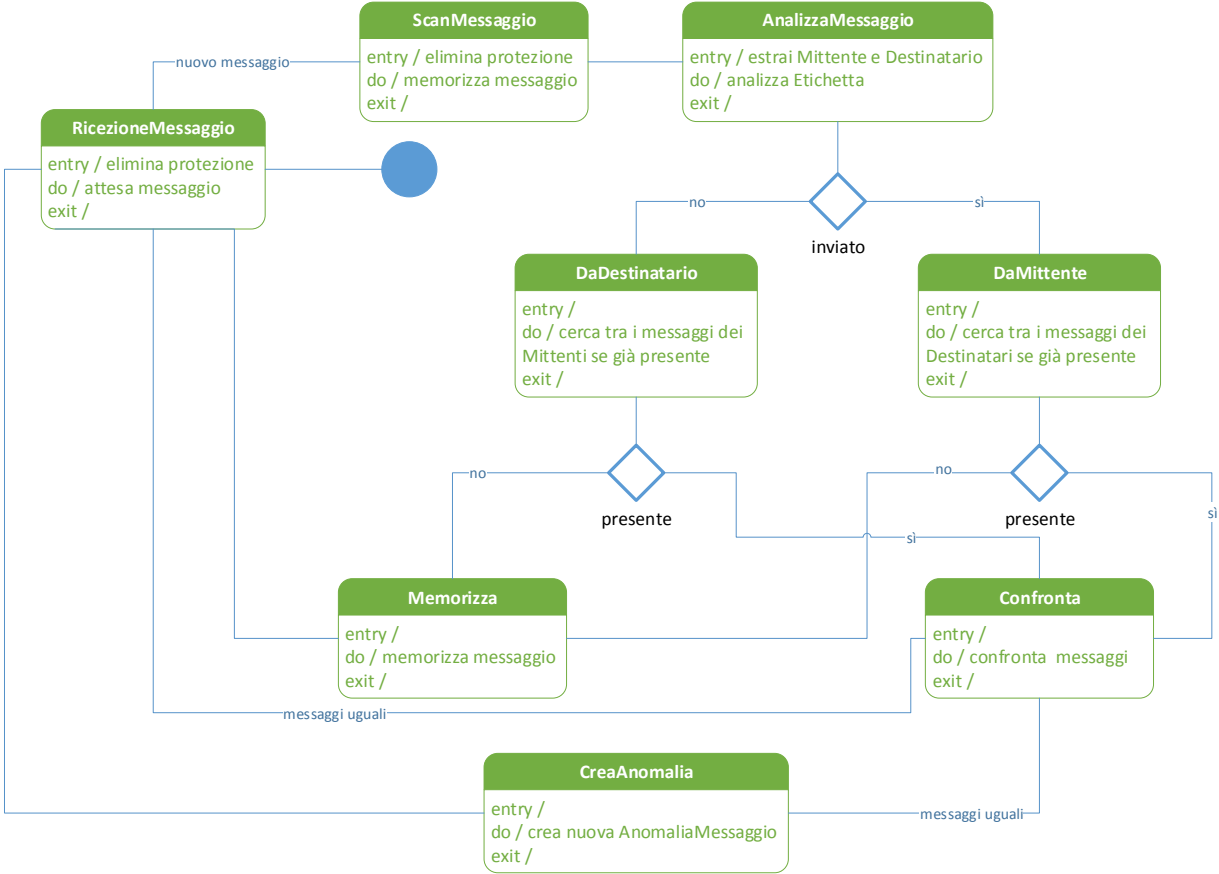 ScanMessaggio
entry / elimina protezione
do / memorizza messaggio
exit /
AnalizzaMessaggio
entry / estrai Mittente e Destinatario
do / analizza Etichetta
exit /
nuovo messaggio
RicezioneMessaggio
entry / elimina protezione
do / attesa messaggio
exit /
no
sì
inviato
DaDestinatario
entry /
do / cerca tra i messaggi dei
Mittenti se già presente
exit /
DaMittente
entry /
do / cerca tra i messaggi dei
Destinatari se già presente
exit /
no
presente
sì
no
presente
sì
Memorizza
entry /
do / memorizza messaggio
exit /
Confronta
entry /
do / confronta  messaggi
exit /
messaggi uguali
CreaAnomalia
entry /
do / crea nuova AnomaliaMessaggio
exit /
messaggi uguali